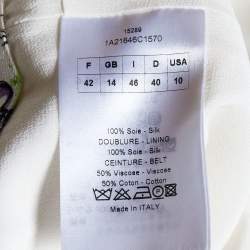 15289
1A21646C1570
F GB I D USA
42 14 46 40 10
100% Soie - Silk
DOUBLURE - LINING
100% Soie - Silk
CEINTURE - BELT
50% Viscose - Viscose
50% Coton - Cotton
Made in ITALY